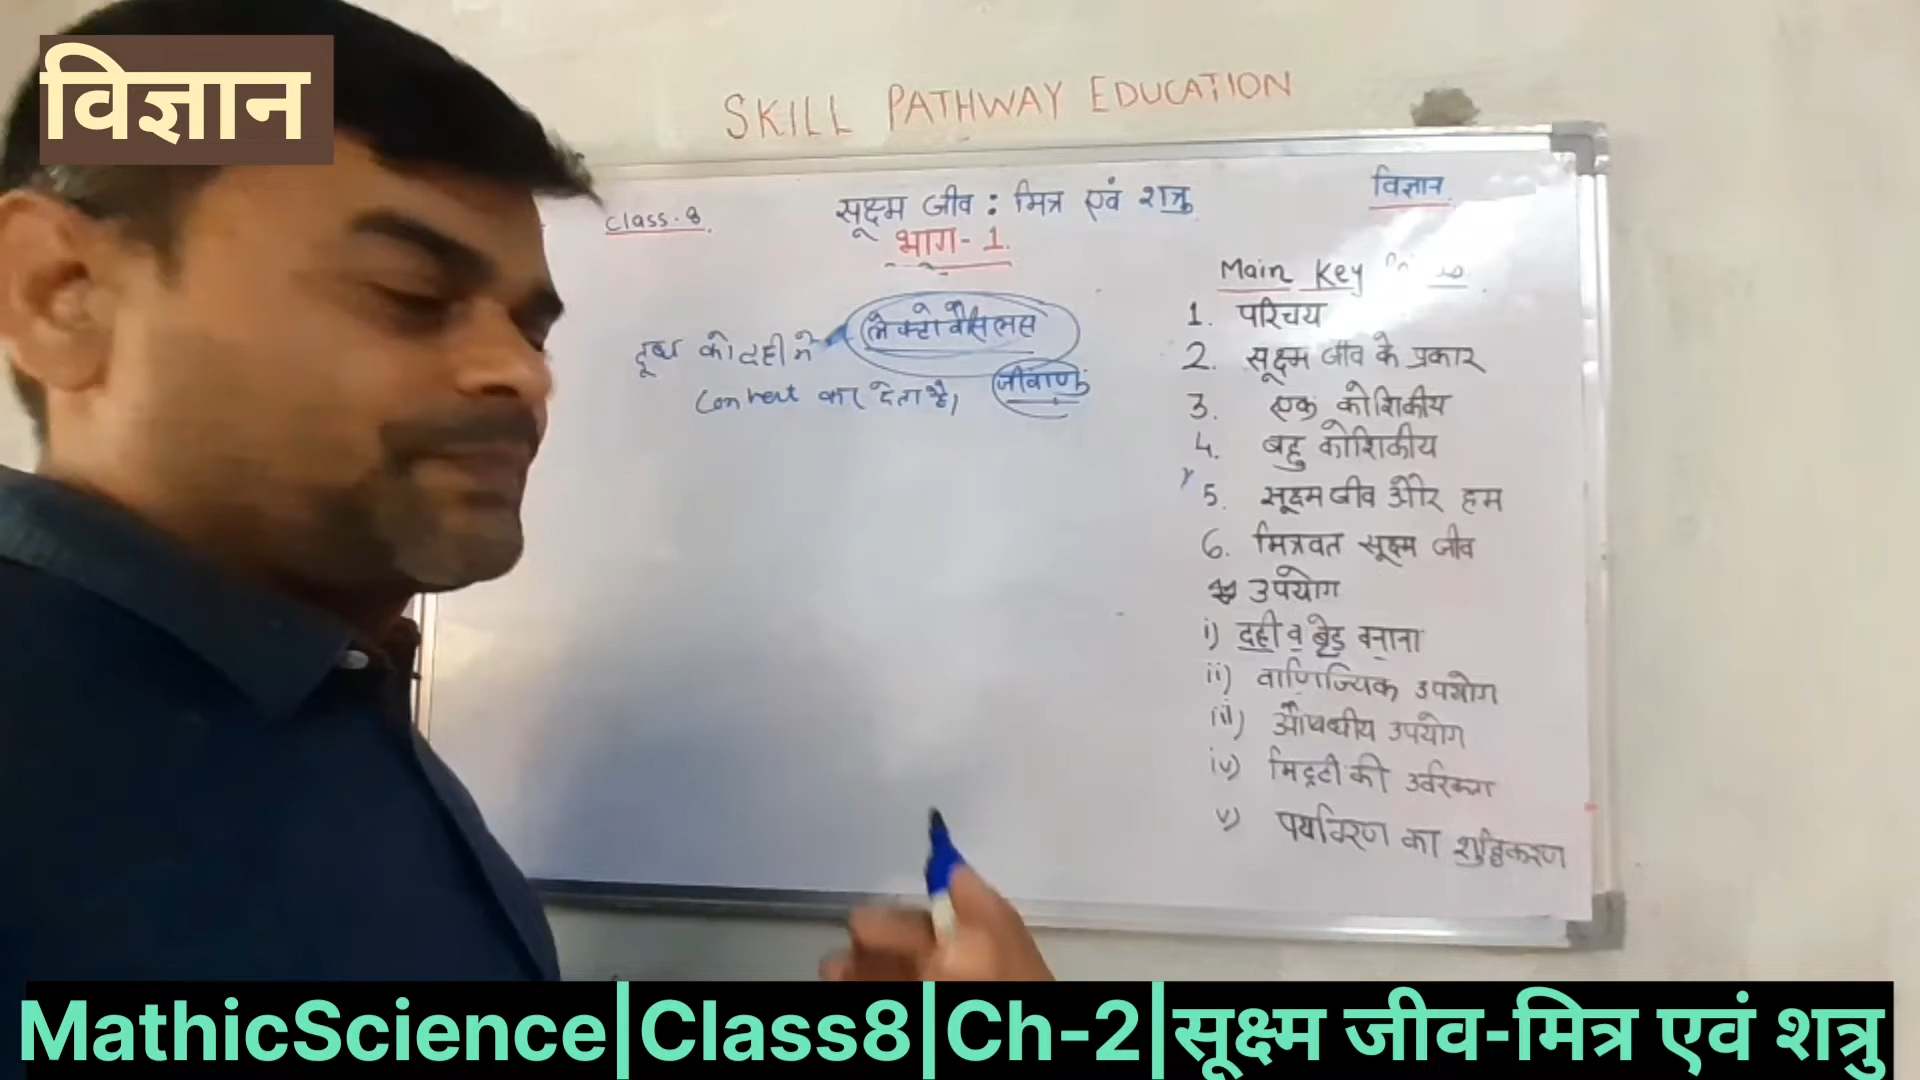 विज्ञान
SKILL PATHWAY EDUCATION
Class-8
सूक्ष्म जीव : मित्र एवं शत्रु
विज्ञान
भाग-1.
दूध को दही में
लेक्टोबैसिलस
Convert कर देता है,
जीवाणु
Main Key
1. परिचय
2. सूक्ष्म जीव के प्रकार
3. एक कोशिकीय
4. बहु कोशिकीय
5. सूक्ष्मजीव और हम
6. मित्रवत सूक्ष्म जीव
उपयोग
i) दही व ब्रेड बनाना
ii) वाणिज्यिक उपयोग
iii) औषधीय उपयोग
iv) मिट्टी की उर्वरकता
v) पर्यावरण का शुद्धिकरण
MathicScience|Class8|Ch-2|सूक्ष्म जीव-मित्र एवं शत्रु